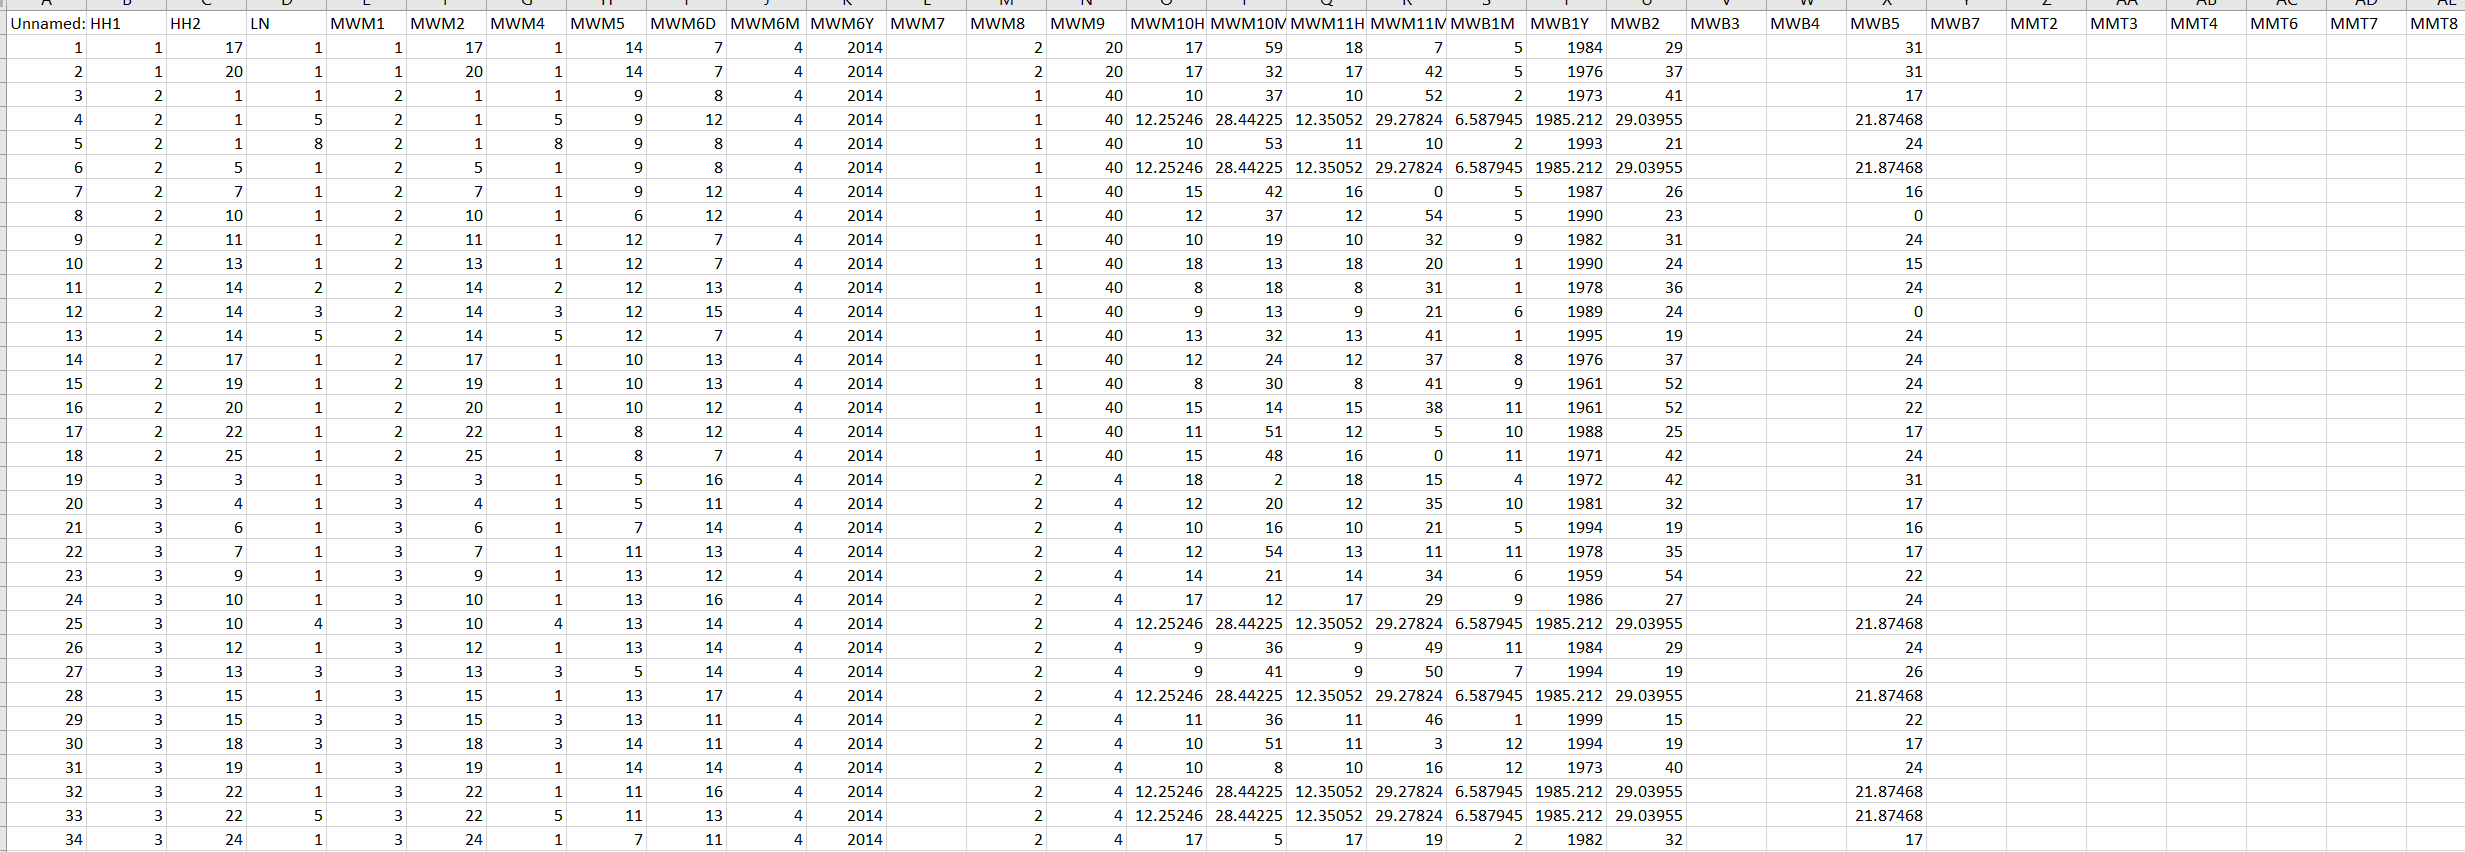 Unnamed: HH1 HH2 LN MWM1 MWM2 MWM4 MWM5 MWM6D MWM6M MWM6Y MWM7 MWM8 MWM9 MWM10H MWM10M MWM11H MWM11M MWB1M MWB1Y MWB2 MWB3 MWB4 MWB5 MWB7 MMT2 MMT3 MMT4 MMT6 MMT7 MMT8
1 1 17 1 1 17 1 14 7 4 2014 2 20 17 59 18 7 5 1984 29 31
2 1 20 1 1 20 1 14 7 4 2014 2 20 17 32 17 42 5 1976 37 31
3 2 1 1 2 1 1 9 8 4 2014 1 40 10 37 10 52 2 1973 41 17
4 2 1 5 2 1 5 9 12 4 2014 1 40 12.25246 28.44225 12.35052 29.27824 6.587945 1985.212 29.03955 21.87468
5 2 1 8 2 1 8 9 8 4 2014 1 40 10 53 11 10 2 1993 21 24
6 2 5 1 2 5 1 9 8 4 2014 1 40 12.25246 28.44225 12.35052 29.27824 6.587945 1985.212 29.03955 21.87468
7 2 7 1 2 7 1 9 12 4 2014 1 40 15 42 16 0 5 1987 26 16
8 2 10 1 2 10 1 6 12 4 2014 1 40 12 37 12 54 5 1990 23 0
9 2 11 1 2 11 1 12 7 4 2014 1 40 10 19 10 32 9 1982 31 24
10 2 13 1 2 13 1 12 7 4 2014 1 40 18 13 18 20 1 1990 24 15
11 2 14 2 2 14 2 12 13 4 2014 1 40 8 18 8 31 1 1978 36 24
12 2 14 3 2 14 3 12 15 4 2014 1 40 9 13 9 21 6 1989 24 0
13 2 14 5 2 14 5 12 7 4 2014 1 40 13 32 13 41 1 1995 19 24
14 2 17 1 2 17 1 10 13 4 2014 1 40 12 24 12 37 8 1976 37 24
15 2 19 1 2 19 1 10 13 4 2014 1 40 8 30 8 41 9 1961 52 24
16 2 20 1 2 20 1 10 12 4 2014 1 40 15 14 15 38 11 1961 52 22
17 2 22 1 2 22 1 8 12 4 2014 1 40 11 51 12 5 10 1988 25 17
18 2 25 1 2 25 1 8 7 4 2014 1 40 15 48 16 0 11 1971 42 24
19 3 3 1 3 3 1 5 16 4 2014 2 4 18 2 18 15 4 1972 42 31
20 3 4 1 3 4 1 5 11 4 2014 2 4 12 20 12 35 10 1981 32 17
21 3 6 1 3 6 1 7 14 4 2014 2 4 10 16 10 21 5 1994 19 16
22 3 7 1 3 7 1 11 13 4 2014 2 4 12 54 13 11 11 1978 35 17
23 3 9 1 3 9 1 13 12 4 2014 2 4 14 21 14 34 6 1959 54 22
24 3 10 1 3 10 1 13 16 4 2014 2 4 17 12 17 29 9 1986 27 24
25 3 10 4 3 10 4 13 14 4 2014 2 4 12.25246 28.44225 12.35052 29.27824 6.587945 1985.212 29.03955 21.87468
26 3 12 1 3 12 1 13 14 4 2014 2 4 9 36 9 49 11 1984 29 24
27 3 13 3 3 13 3 5 14 4 2014 2 4 9 41 9 50 7 1994 19 26
28 3 15 1 3 15 1 13 17 4 2014 2 4 12.25246 28.44225 12.35052 29.27824 6.587945 1985.212 29.03955 21.87468
29 3 15 3 3 15 3 13 11 4 2014 2 4 11 36 11 46 1 1999 15 22
30 3 18 3 3 18 3 14 11 4 2014 2 4 10 51 11 3 12 1994 19 17
31 3 19 1 3 19 1 14 14 4 2014 2 4 10 8 10 16 12 1973 40 24
32 3 22 1 3 22 1 11 16 4 2014 2 4 12.25246 28.44225 12.35052 29.27824 6.587945 1985.212 29.03955 21.87468
33 3 22 5 3 22 5 11 13 4 2014 2 4 12.25246 28.44225 12.35052 29.27824 6.587945 1985.212 29.03955 21.87468
34 3 24 1 3 24 1 7 11 4 2014 2 4 17 5 17 19 2 1982 32 17